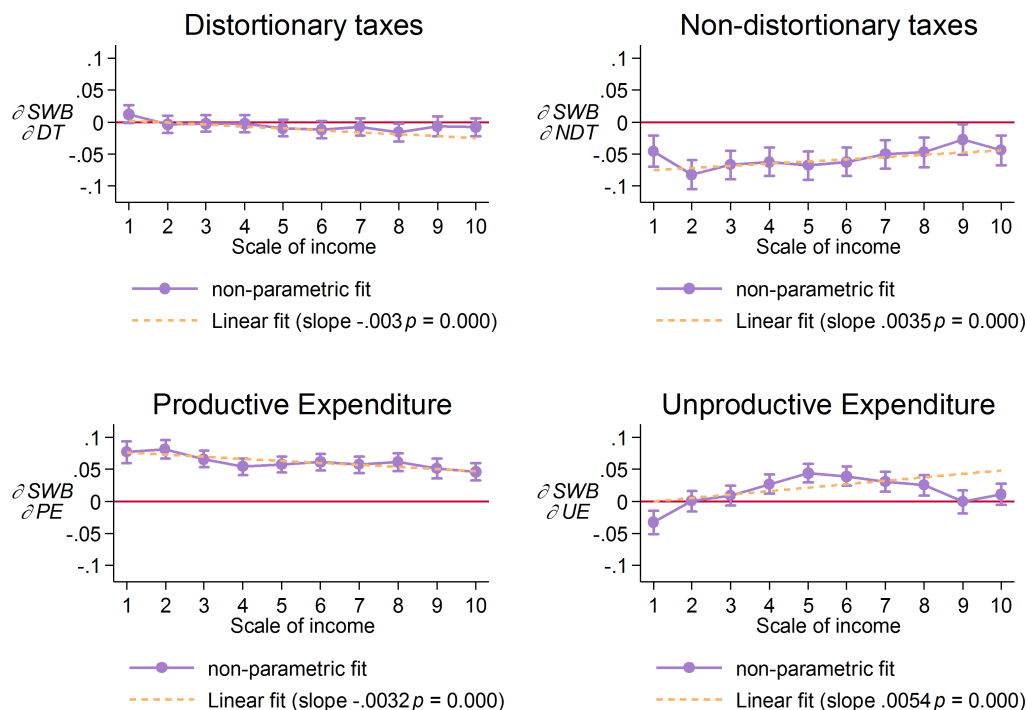 Distortionary taxes
.1
.05
0
-.05
-.1
∂SWB
∂DT
1 2 3 4 5 6 7 8 9 10
Scale of income
non-parametric fit
Linear fit (slope -.003 p = 0.000)
Non-distortionary taxes
.1
.05
0
-.05
-.1
∂SWB
∂NDT
1 2 3 4 5 6 7 8 9 10
Scale of income
non-parametric fit
Linear fit (slope .0035 p = 0.000)
Productive Expenditure
.1
.05
0
-.05
-.1
∂SWB
∂PE
1 2 3 4 5 6 7 8 9 10
Scale of income
non-parametric fit
Linear fit (slope -.0032 p = 0.000)
Unproductive Expenditure
.1
.05
0
-.05
-.1
∂SWB
∂UE
1 2 3 4 5 6 7 8 9 10
Scale of income
non-parametric fit
Linear fit (slope .0054 p = 0.000)